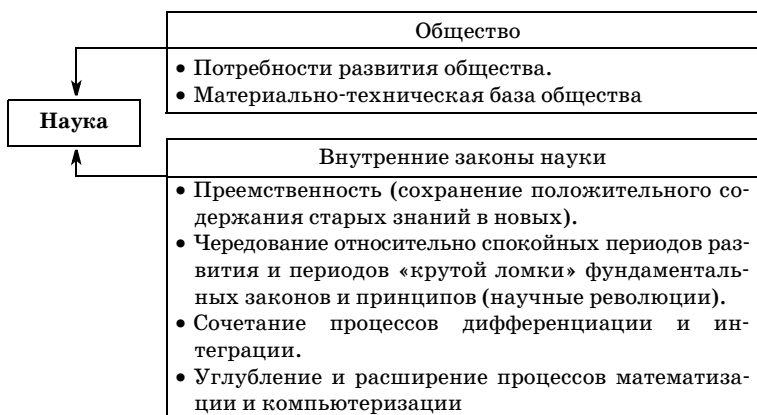 Общество
• Потребности развития общества.
• Материально-техническая база общества
Наука
Внутренние законы науки
• Преемственность (сохранение положительного со-
держания старых знаний в новых).
• Чередование относительно спокойных периодов раз-
вития и периодов «крутой ломки» фундаменталь-
ных законов и принципов (научные революции).
• Сочетание процессов дифференциации и ин-
теграции.
• Углубление и расширение процессов математиза-
ции и компьютеризации